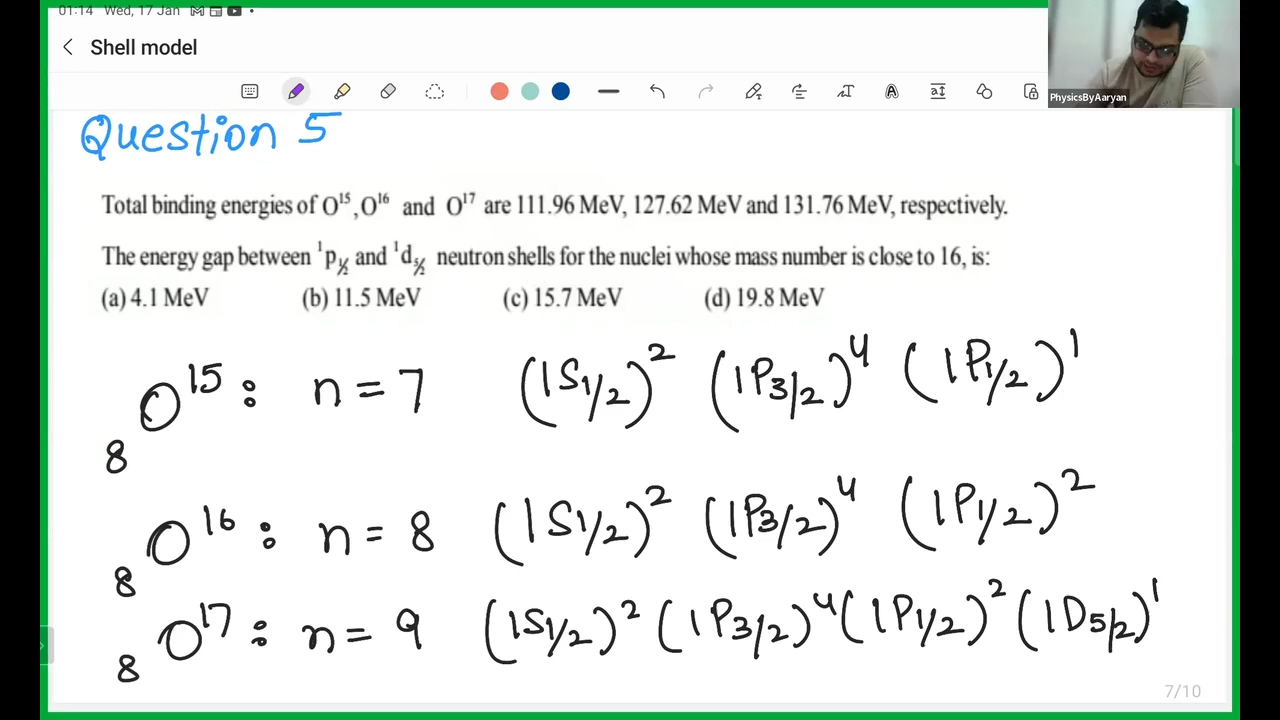 01:14 Wed, 17 Jan
Shell model
PhysicsByAaryan
Question 5
Total binding energies of O¹⁵, O¹⁶ and O¹⁷ are 111.96 MeV, 127.62 MeV and 131.76 MeV, respectively.
The energy gap between ¹p½ and ¹d₅⁄₂ neutron shells for the nuclei whose mass number is close to 16, is:
(a) 4.1 MeV (b) 11.5 MeV (c) 15.7 MeV (d) 19.8 MeV
₈O¹⁵ : n = 7 (1S1/2)² (1P3/2)⁴ (1P1/2)¹
₈O¹⁶ : n = 8 (1S1/2)² (1P3/2)⁴ (1P1/2)²
₈O¹⁷ : n = 9 (1S1/2)² (1P3/2)⁴ (1P1/2)² (1D5/2)¹
7/10